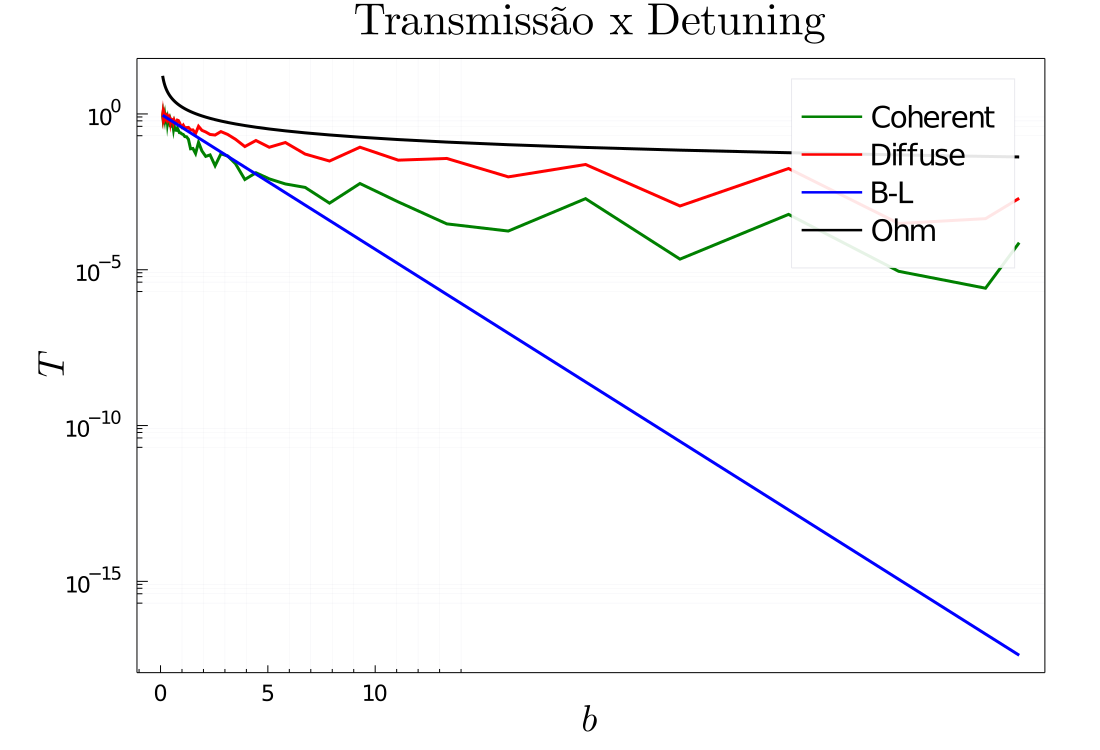 Transmissão x Detuning
Coherent
Diffuse
B-L
Ohm
T
10⁰
10⁻⁵
10⁻¹⁰
10⁻¹⁵
0 5 10
b